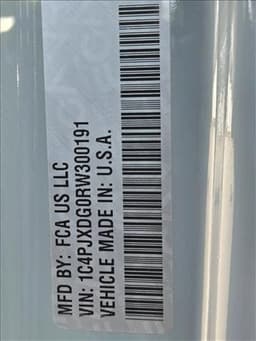 MFD BY: FCA US LLC
VIN: 1C4PJXDG0RW300191
VEHICLE MADE IN: U.S.A.